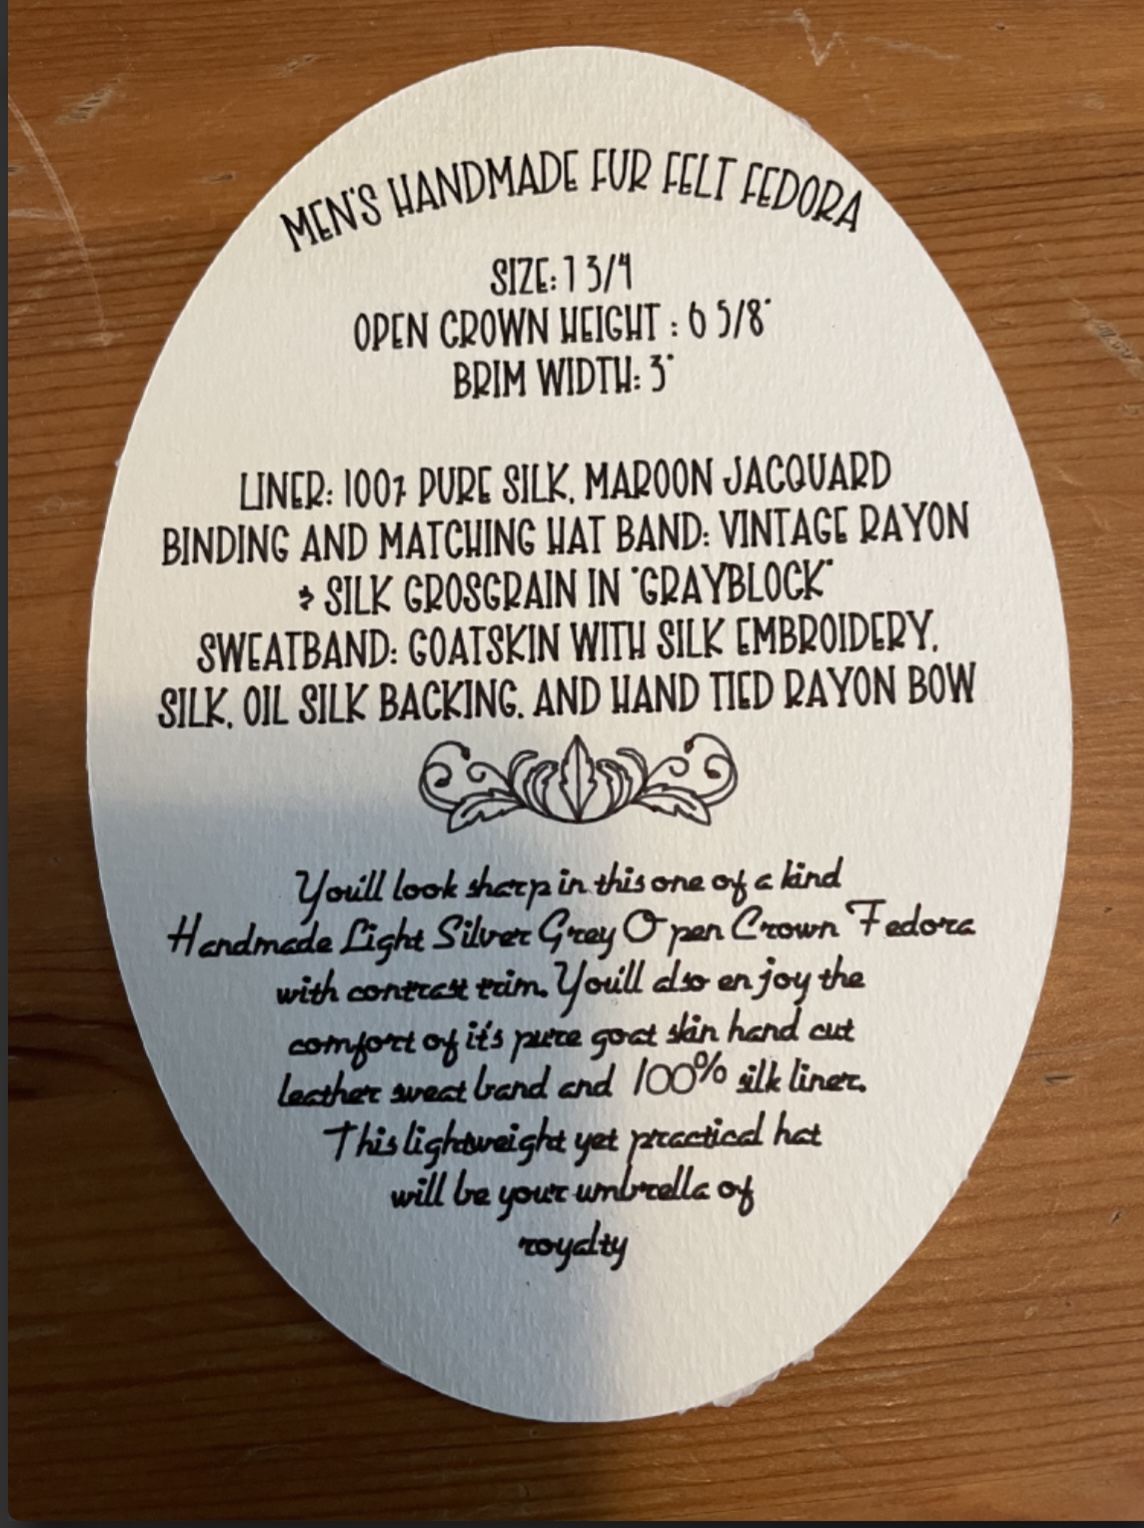 MEN'S HANDMADE FUR FELT FEDORA
SIZE: 7 3/4
OPEN CROWN HEIGHT : 6 5/8"
BRIM WIDTH: 3"
LINER: 100% PURE SILK, MAROON JACQUARD
BINDING AND MATCHING HAT BAND: VINTAGE RAYON
& SILK GROSGRAIN IN "GRAYBLOCK"
SWEATBAND: GOATSKIN WITH SILK EMBROIDERY,
SILK, OIL SILK BACKING, AND HAND TIED RAYON BOW
You'll look sharp in this one of a kind
Handmade Light Silver Grey Open Crown Fedora
with contrast trim. You'll also enjoy the
comfort of it's pure goat skin hand cut
leather sweat band and 100% silk liner.
This lightweight yet practical hat
will be your umbrella of
royalty